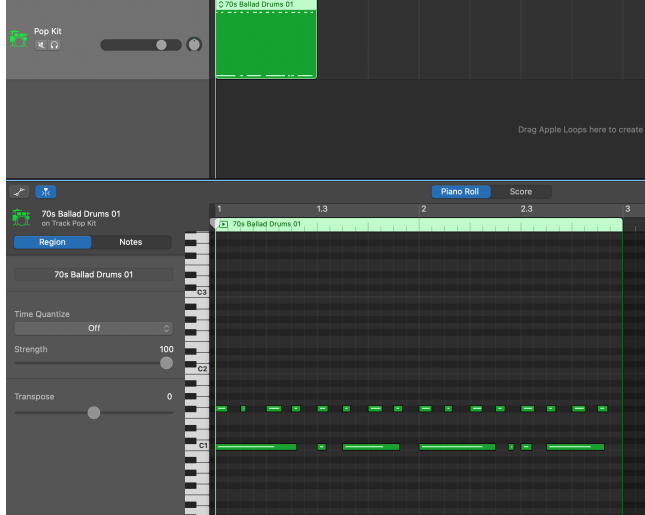 70s Ballad Drums 01
Pop Kit
Drag Apple Loops here to create
Piano Roll
Score
70s Ballad Drums 01
on Track Pop Kit
1
1.3
2
2.3
3
70s Ballad Drums 01
Region
Notes
70s Ballad Drums 01
C3
Time Quantize
Off
Strength
100
C2
Transpose
0
C1